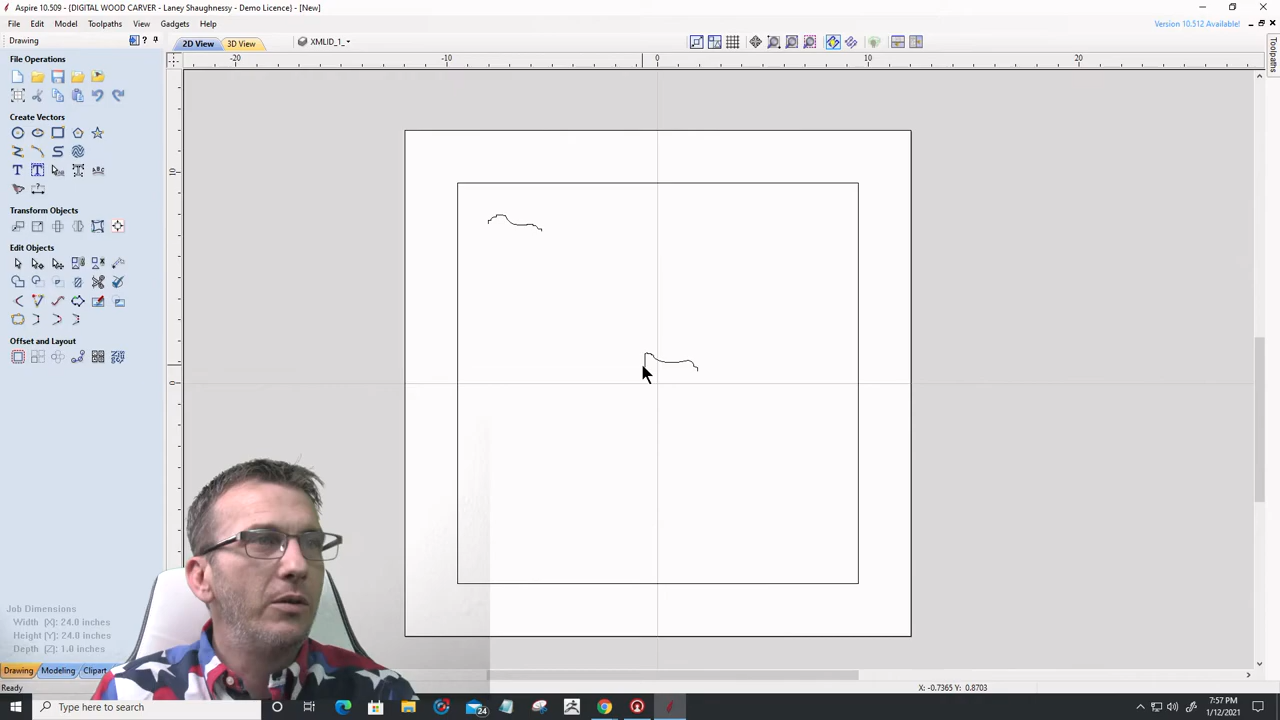 Aspire 10.509 - {DIGITAL WOOD CARVER - Laney Shaughnessy - Demo Licence} - [New]
File Edit Model Toolpaths View Gadgets Help
Version 10.512 Available!
Drawing
2D View 3D View XMLID_1_
File Operations
-20 -10 0 10 20
Toolpaths
Create Vectors
10
Transform Objects
Edit Objects
Offset and Layout
0
Job Dimensions
Width (X): 24.0 inches
Height (Y): 24.0 inches
Depth (Z): 1.0 inches
Drawing Modeling Clipart
Ready
X: -0.7365 Y: 0.8703
Type here to search
24
7:57 PM
1/12/2021